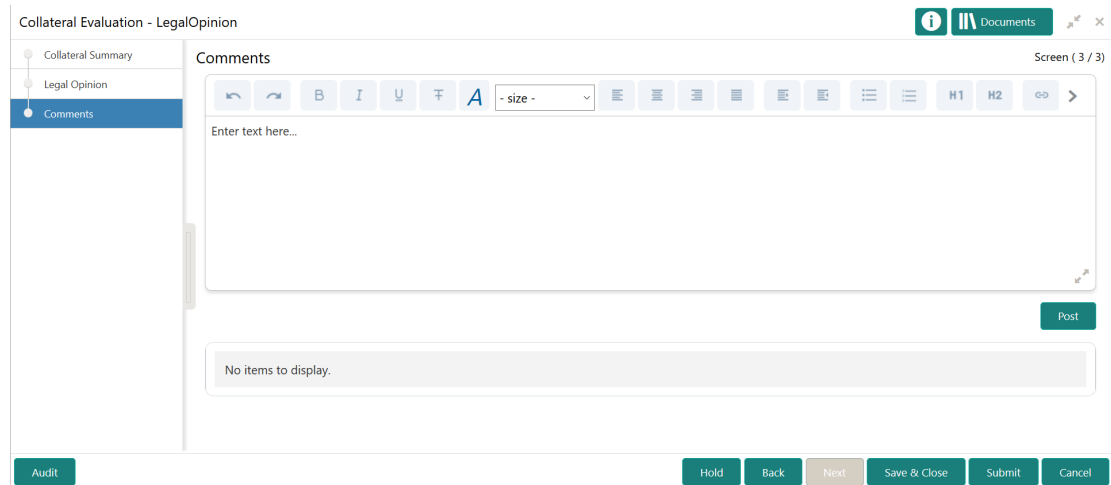 Collateral Evaluation - LegalOpinion
Documents
Collateral Summary
Legal Opinion
Comments
Comments
Screen ( 3 / 3)
B I U T A - size - H1 H2
Enter text here...
Post
No items to display.
Audit
Hold
Back
Next
Save & Close
Submit
Cancel